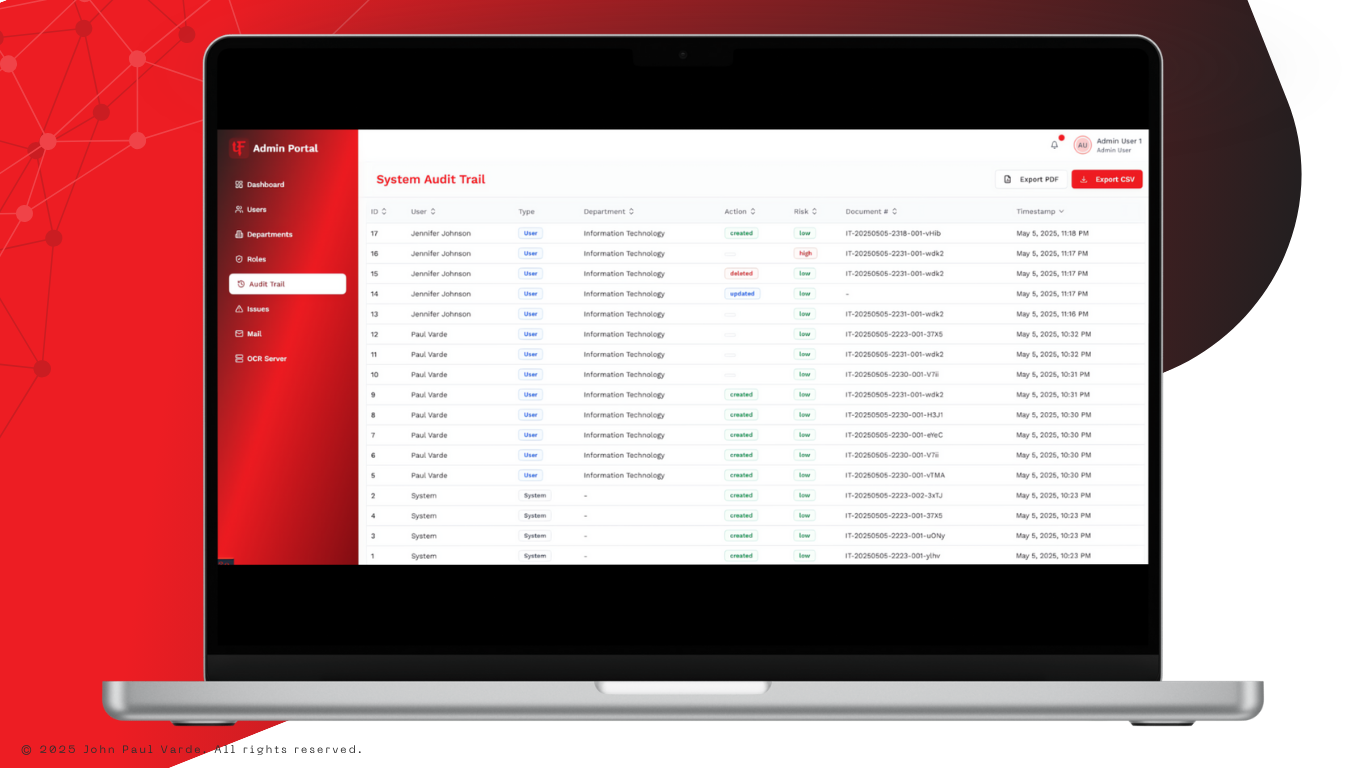 Admin Portal
Admin User 1
AU
Admin User
Dashboard
Users
Departments
Roles
Audit Trail
Issues
Mail
OCR Server
System Audit Trail
Export PDF
Export CSV
ID User Type Department Action Risk Document # Timestamp
17 Jennifer Johnson User Information Technology created low IT-20250505-2318-001-vHib May 5, 2025, 11:18 PM
16 Jennifer Johnson User Information Technology high IT-20250505-2231-001-wdk2 May 5, 2025, 11:17 PM
15 Jennifer Johnson User Information Technology deleted low IT-20250505-2231-001-wdk2 May 5, 2025, 11:17 PM
14 Jennifer Johnson User Information Technology updated low - May 5, 2025, 11:17 PM
13 Jennifer Johnson User Information Technology low IT-20250505-2231-001-wdk2 May 5, 2025, 11:16 PM
12 Paul Varde User Information Technology low IT-20250505-2223-001-37X5 May 5, 2025, 10:32 PM
11 Paul Varde User Information Technology low IT-20250505-2231-001-wdk2 May 5, 2025, 10:32 PM
10 Paul Varde User Information Technology low IT-20250505-2230-001-V7ii May 5, 2025, 10:31 PM
9 Paul Varde User Information Technology created low IT-20250505-2231-001-wdk2 May 5, 2025, 10:31 PM
8 Paul Varde User Information Technology created low IT-20250505-2230-001-H3J1 May 5, 2025, 10:30 PM
7 Paul Varde User Information Technology created low IT-20250505-2230-001-eYeC May 5, 2025, 10:30 PM
6 Paul Varde User Information Technology created low IT-20250505-2230-001-V7ii May 5, 2025, 10:30 PM
5 Paul Varde User Information Technology created low IT-20250505-2230-001-vTMA May 5, 2025, 10:30 PM
2 System System - created low IT-20250505-2223-002-3xTJ May 5, 2025, 10:23 PM
4 System System - created low IT-20250505-2223-001-37X5 May 5, 2025, 10:23 PM
3 System System - created low IT-20250505-2223-001-uONy May 5, 2025, 10:23 PM
1 System System - created low IT-20250505-2223-001-ylhv May 5, 2025, 10:23 PM
© 2025 John Paul Varde. All rights reserved.